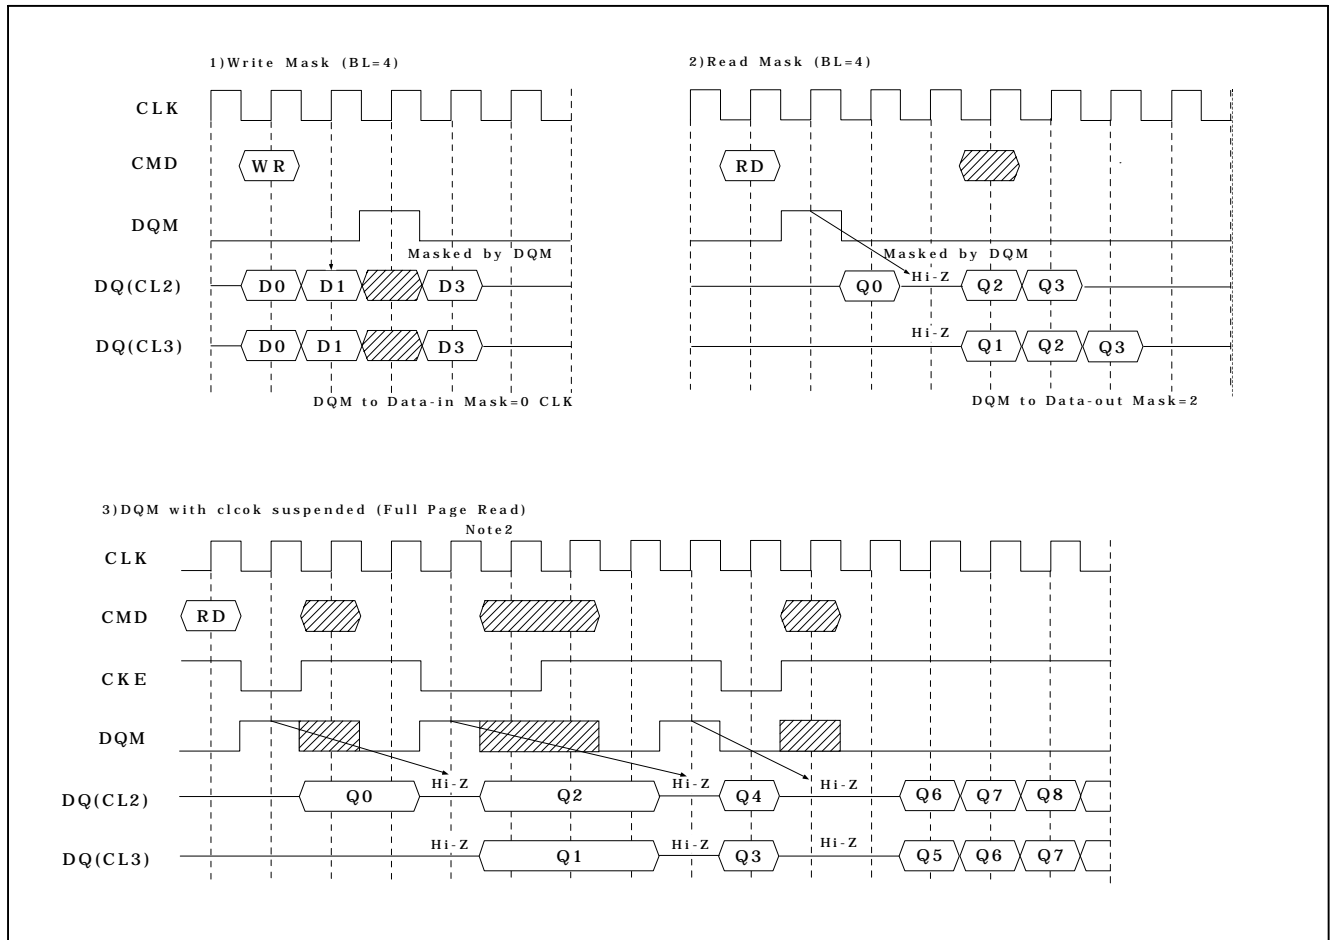 1)Write Mask (BL=4)
2)Read Mask (BL=4)
CLK
CMD
WR
RD
DQM
Masked by DQM
Masked by DQM
DQ(CL2)
D0 D1 D3
Q0 Hi-Z Q2 Q3
DQ(CL3)
D0 D1 D3
Hi-Z Q1 Q2 Q3
DQM to Data-in Mask=0 CLK
DQM to Data-out Mask=2
3)DQM with clcok suspended (Full Page Read)
Note2
CLK
CMD
RD
CKE
DQM
DQ(CL2)
Q0 Hi-Z Q2 Hi-Z Q4 Hi-Z Q6 Q7 Q8
DQ(CL3)
Hi-Z Q1 Hi-Z Q3 Hi-Z Q5 Q6 Q7